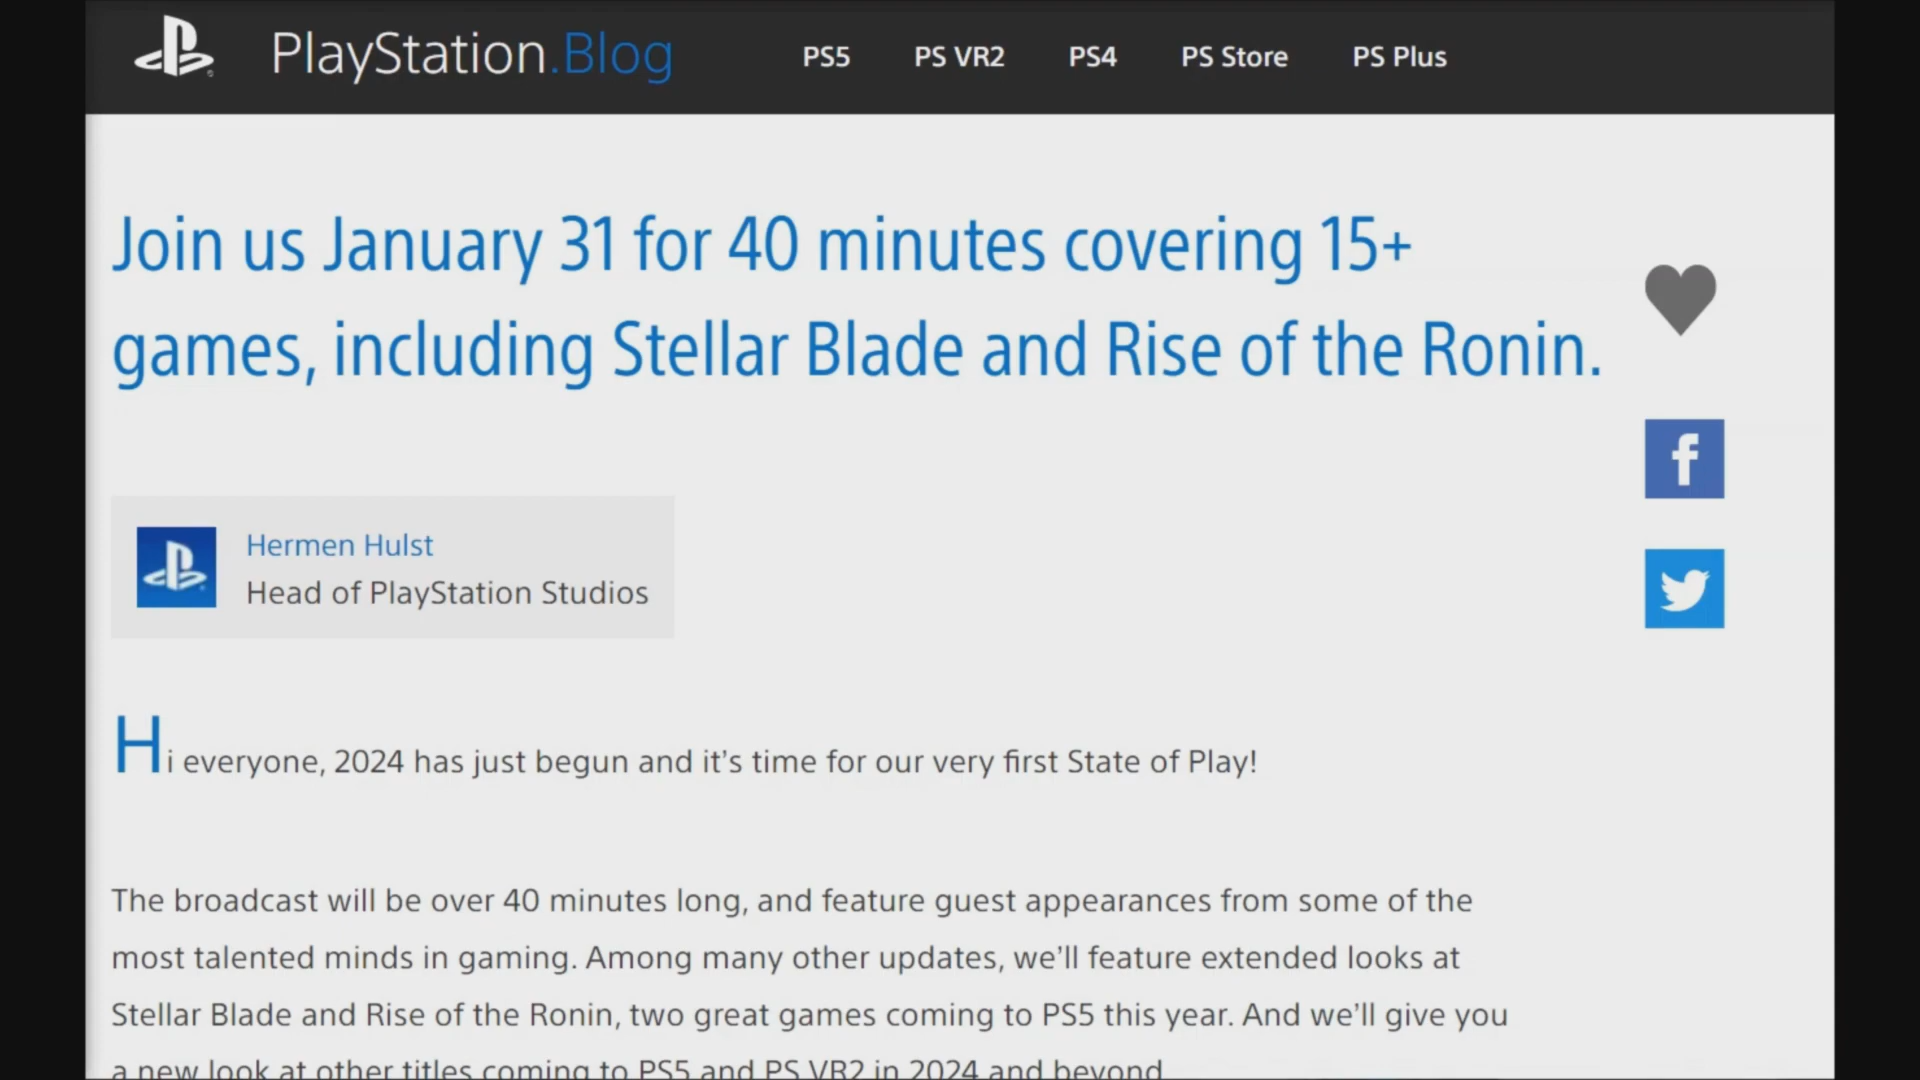 PlayStation.Blog
PS5
PS VR2
PS4
PS Store
PS Plus
Join us January 31 for 40 minutes covering 15+
games, including Stellar Blade and Rise of the Ronin.
Hermen Hulst
Head of PlayStation Studios
Hi everyone, 2024 has just begun and it’s time for our very first State of Play!
The broadcast will be over 40 minutes long, and feature guest appearances from some of the
most talented minds in gaming. Among many other updates, we’ll feature extended looks at
Stellar Blade and Rise of the Ronin, two great games coming to PS5 this year. And we’ll give you
a new look at other titles coming to PS5 and PS VR2 in 2024 and beyond